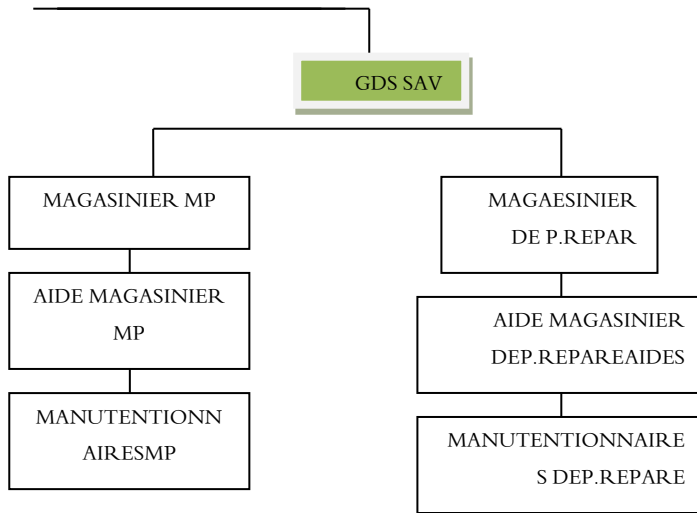 GDS SAV
MAGASINIER MP
AIDE MAGASINIER
MP
MANUTENTIONN
AIRESMP
MAGAESINIER
DE P.REPAR
AIDE MAGASINIER
DEP.REPAREAIDES
MANUTENTIONNAIRE
S DEP.REPARE